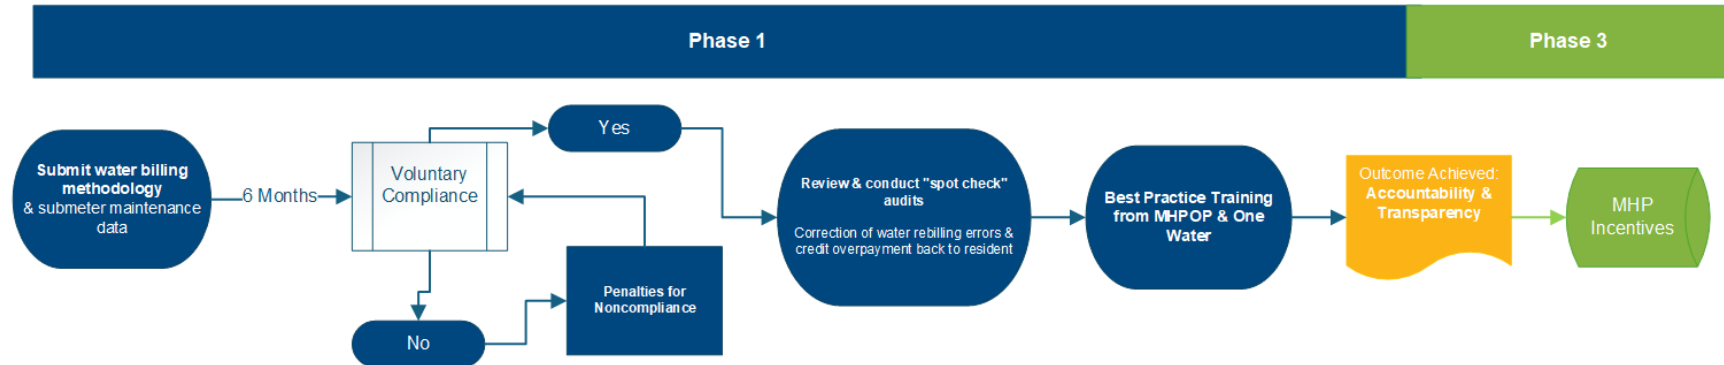 Phase 1
Phase 3
Submit water billing
methodology
& submeter maintenance
data
6 Months
Voluntary
Compliance
Yes
No
Penalties for
Noncompliance
Review & conduct "spot check"
audits
Correction of water rebilling errors &
credit overpayment back to resident
Best Practice Training
from MHPOP & One
Water
Outcome Achieved:
Accountability &
Transparency
MHP
Incentives